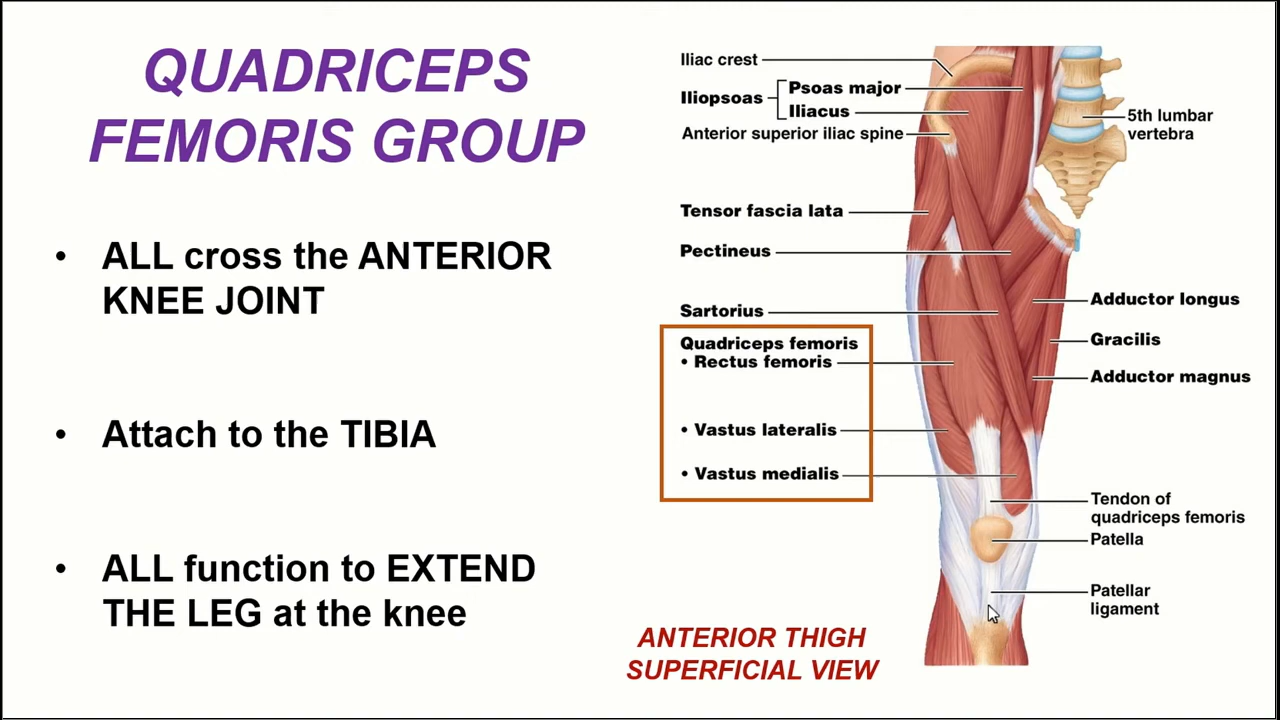 QUADRICEPS
FEMORIS GROUP
• ALL cross the ANTERIOR
KNEE JOINT
• Attach to the TIBIA
• ALL function to EXTEND
THE LEG at the knee
Iliac crest
Iliopsoas
Psoas major
Iliacus
Anterior superior iliac spine
Tensor fascia lata
Pectineus
Sartorius
Quadriceps femoris
• Rectus femoris
• Vastus lateralis
• Vastus medialis
5th lumbar
vertebra
Adductor longus
Gracilis
Adductor magnus
Tendon of
quadriceps femoris
Patella
Patellar
ligament
ANTERIOR THIGH
SUPERFICIAL VIEW